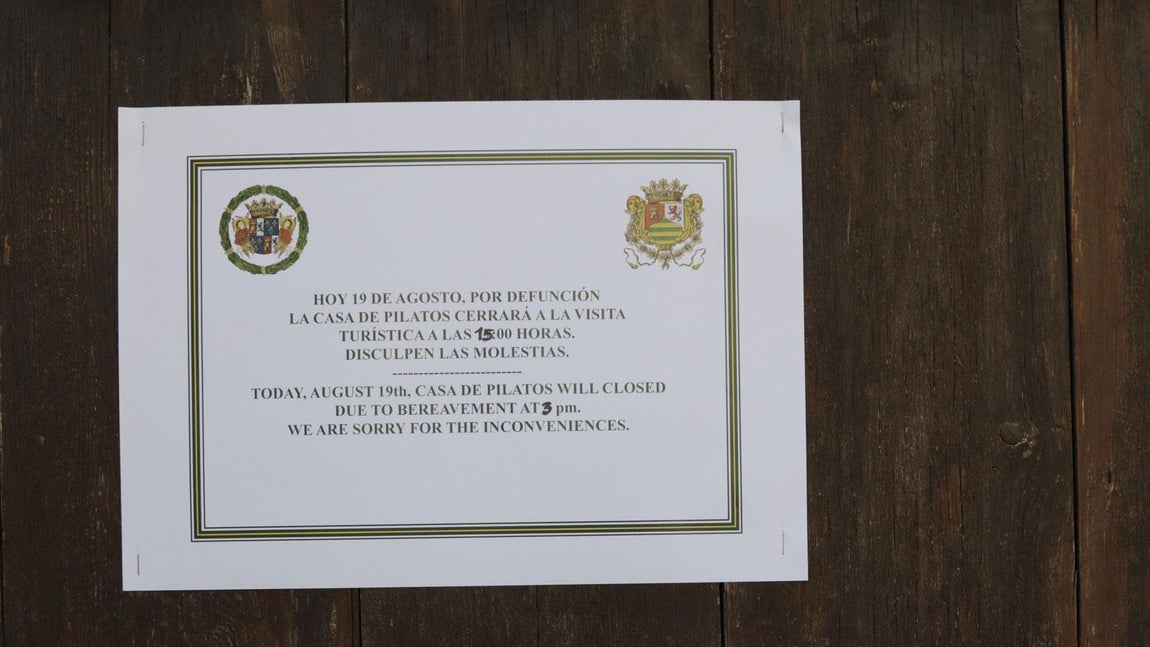 HOY 19 DE AGOSTO, POR DEFUNCIÓN
LA CASA DE PILATOS CERRARÁ A LA VISITA
TURÍSTICA A LAS 15:00 HORAS.
DISCULPEN LAS MOLESTIAS.
-------------------------
TODAY, AUGUST 19th, CASA DE PILATOS WILL CLOSED
DUE TO BEREAVEMENT AT 3 pm.
WE ARE SORRY FOR THE INCONVENIENCES.